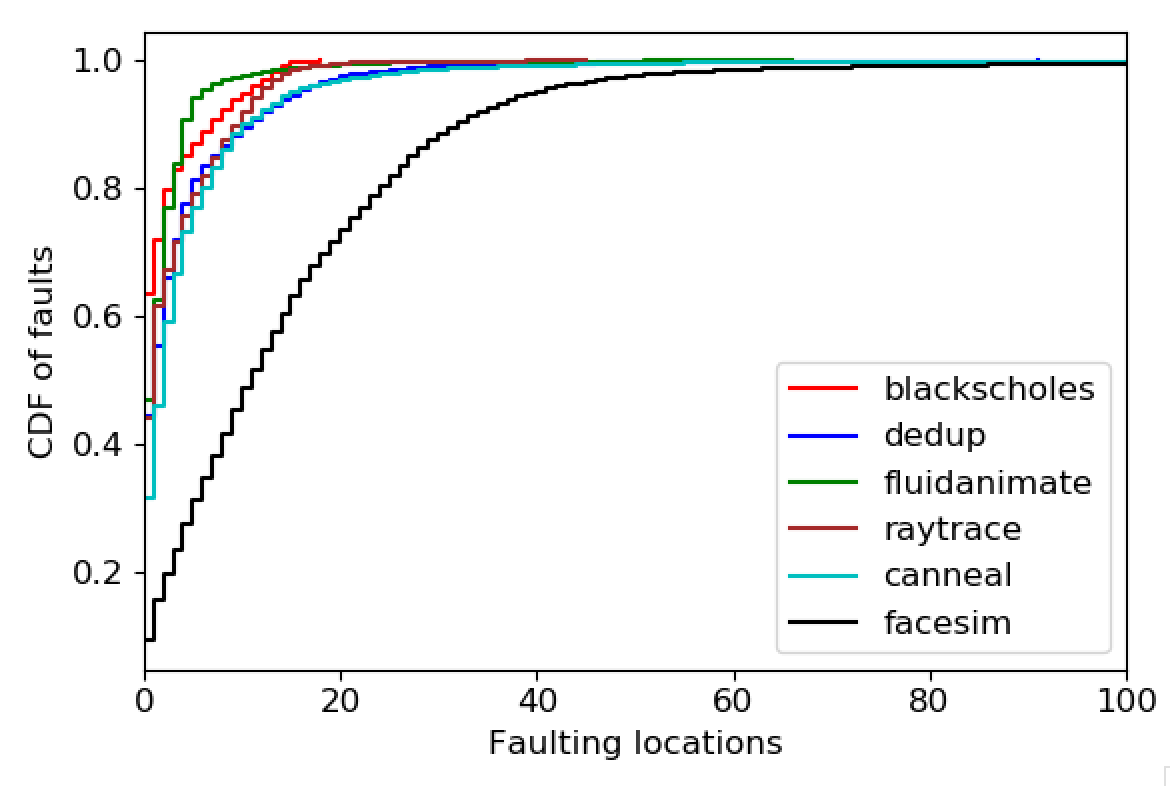 1.0
0.8
0.6
0.4
0.2
CDF of faults
0 20 40 60 80 100
Faulting locations
blackscholes
dedup
fluidanimate
raytrace
canneal
facesim